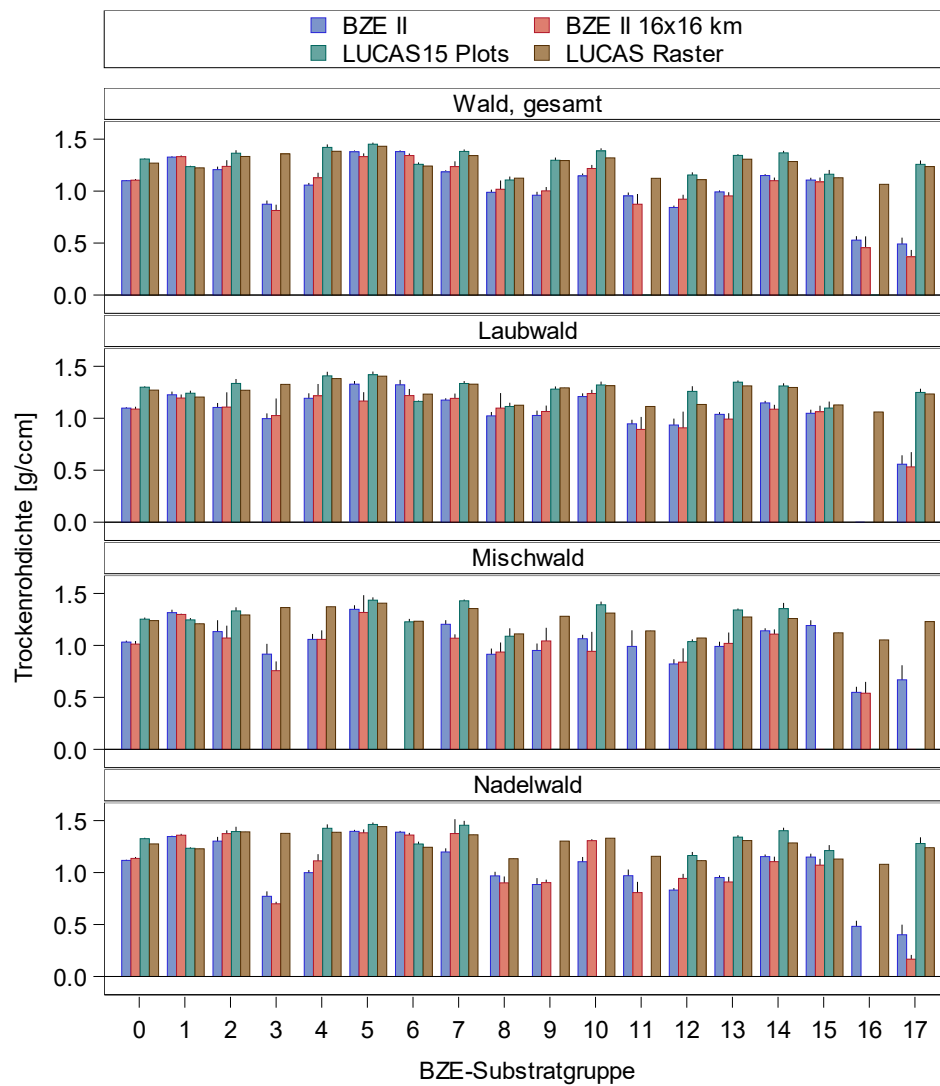 BZE II BZE II 16x16 km
LUCAS15 Plots LUCAS Raster
Wald, gesamt
1.5
1.0
0.5
0.0
Laubwald
1.5
1.0
0.5
0.0
Mischwald
1.5
1.0
0.5
0.0
Nadelwald
1.5
1.0
0.5
0.0
Trockenrohdichte [g/ccm]
0 1 2 3 4 5 6 7 8 9 10 11 12 13 14 15 16 17
BZE-Substratgruppe